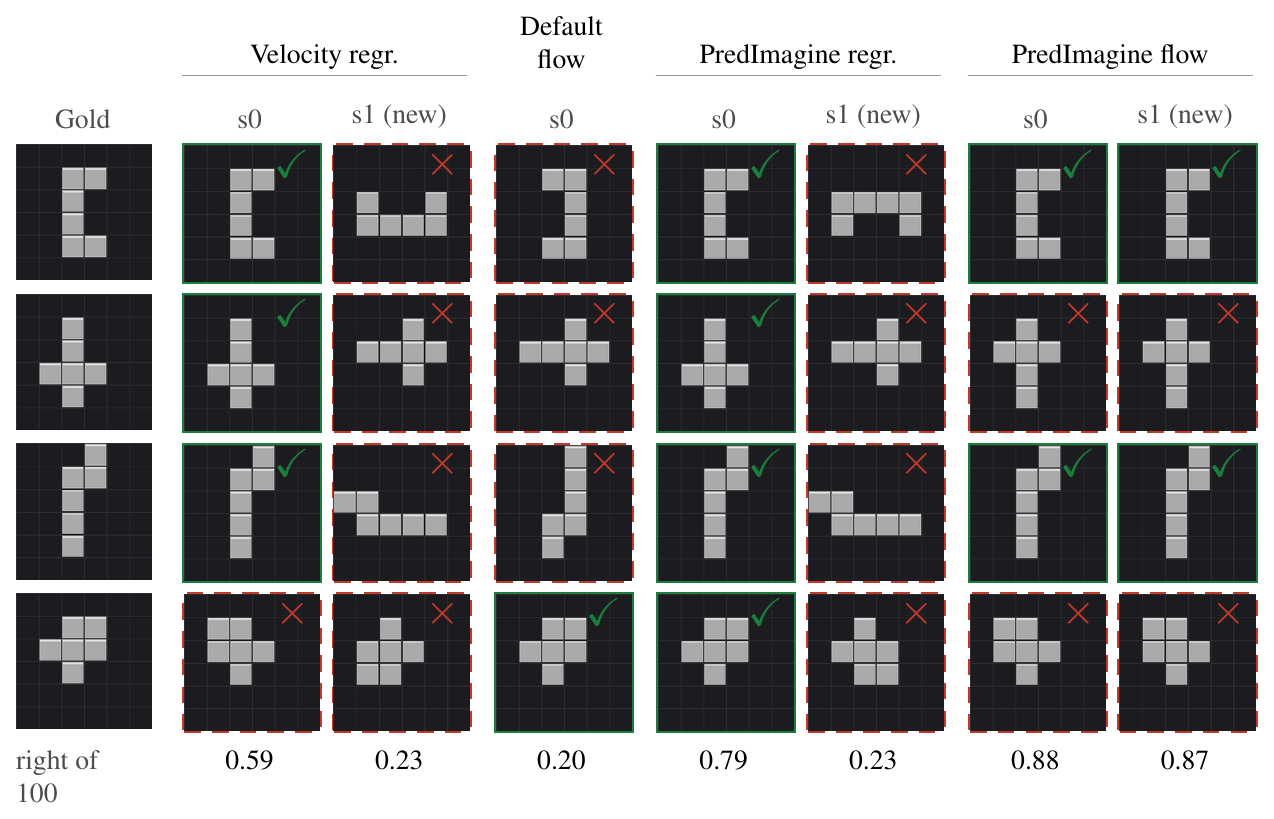 Default
flow
Velocity regr.
PredImagine regr.
PredImagine flow
Gold
s0
s1 (new)
s0
s0
s1 (new)
s0
s1 (new)
right of
100
0.59
0.23
0.20
0.79
0.23
0.88
0.87